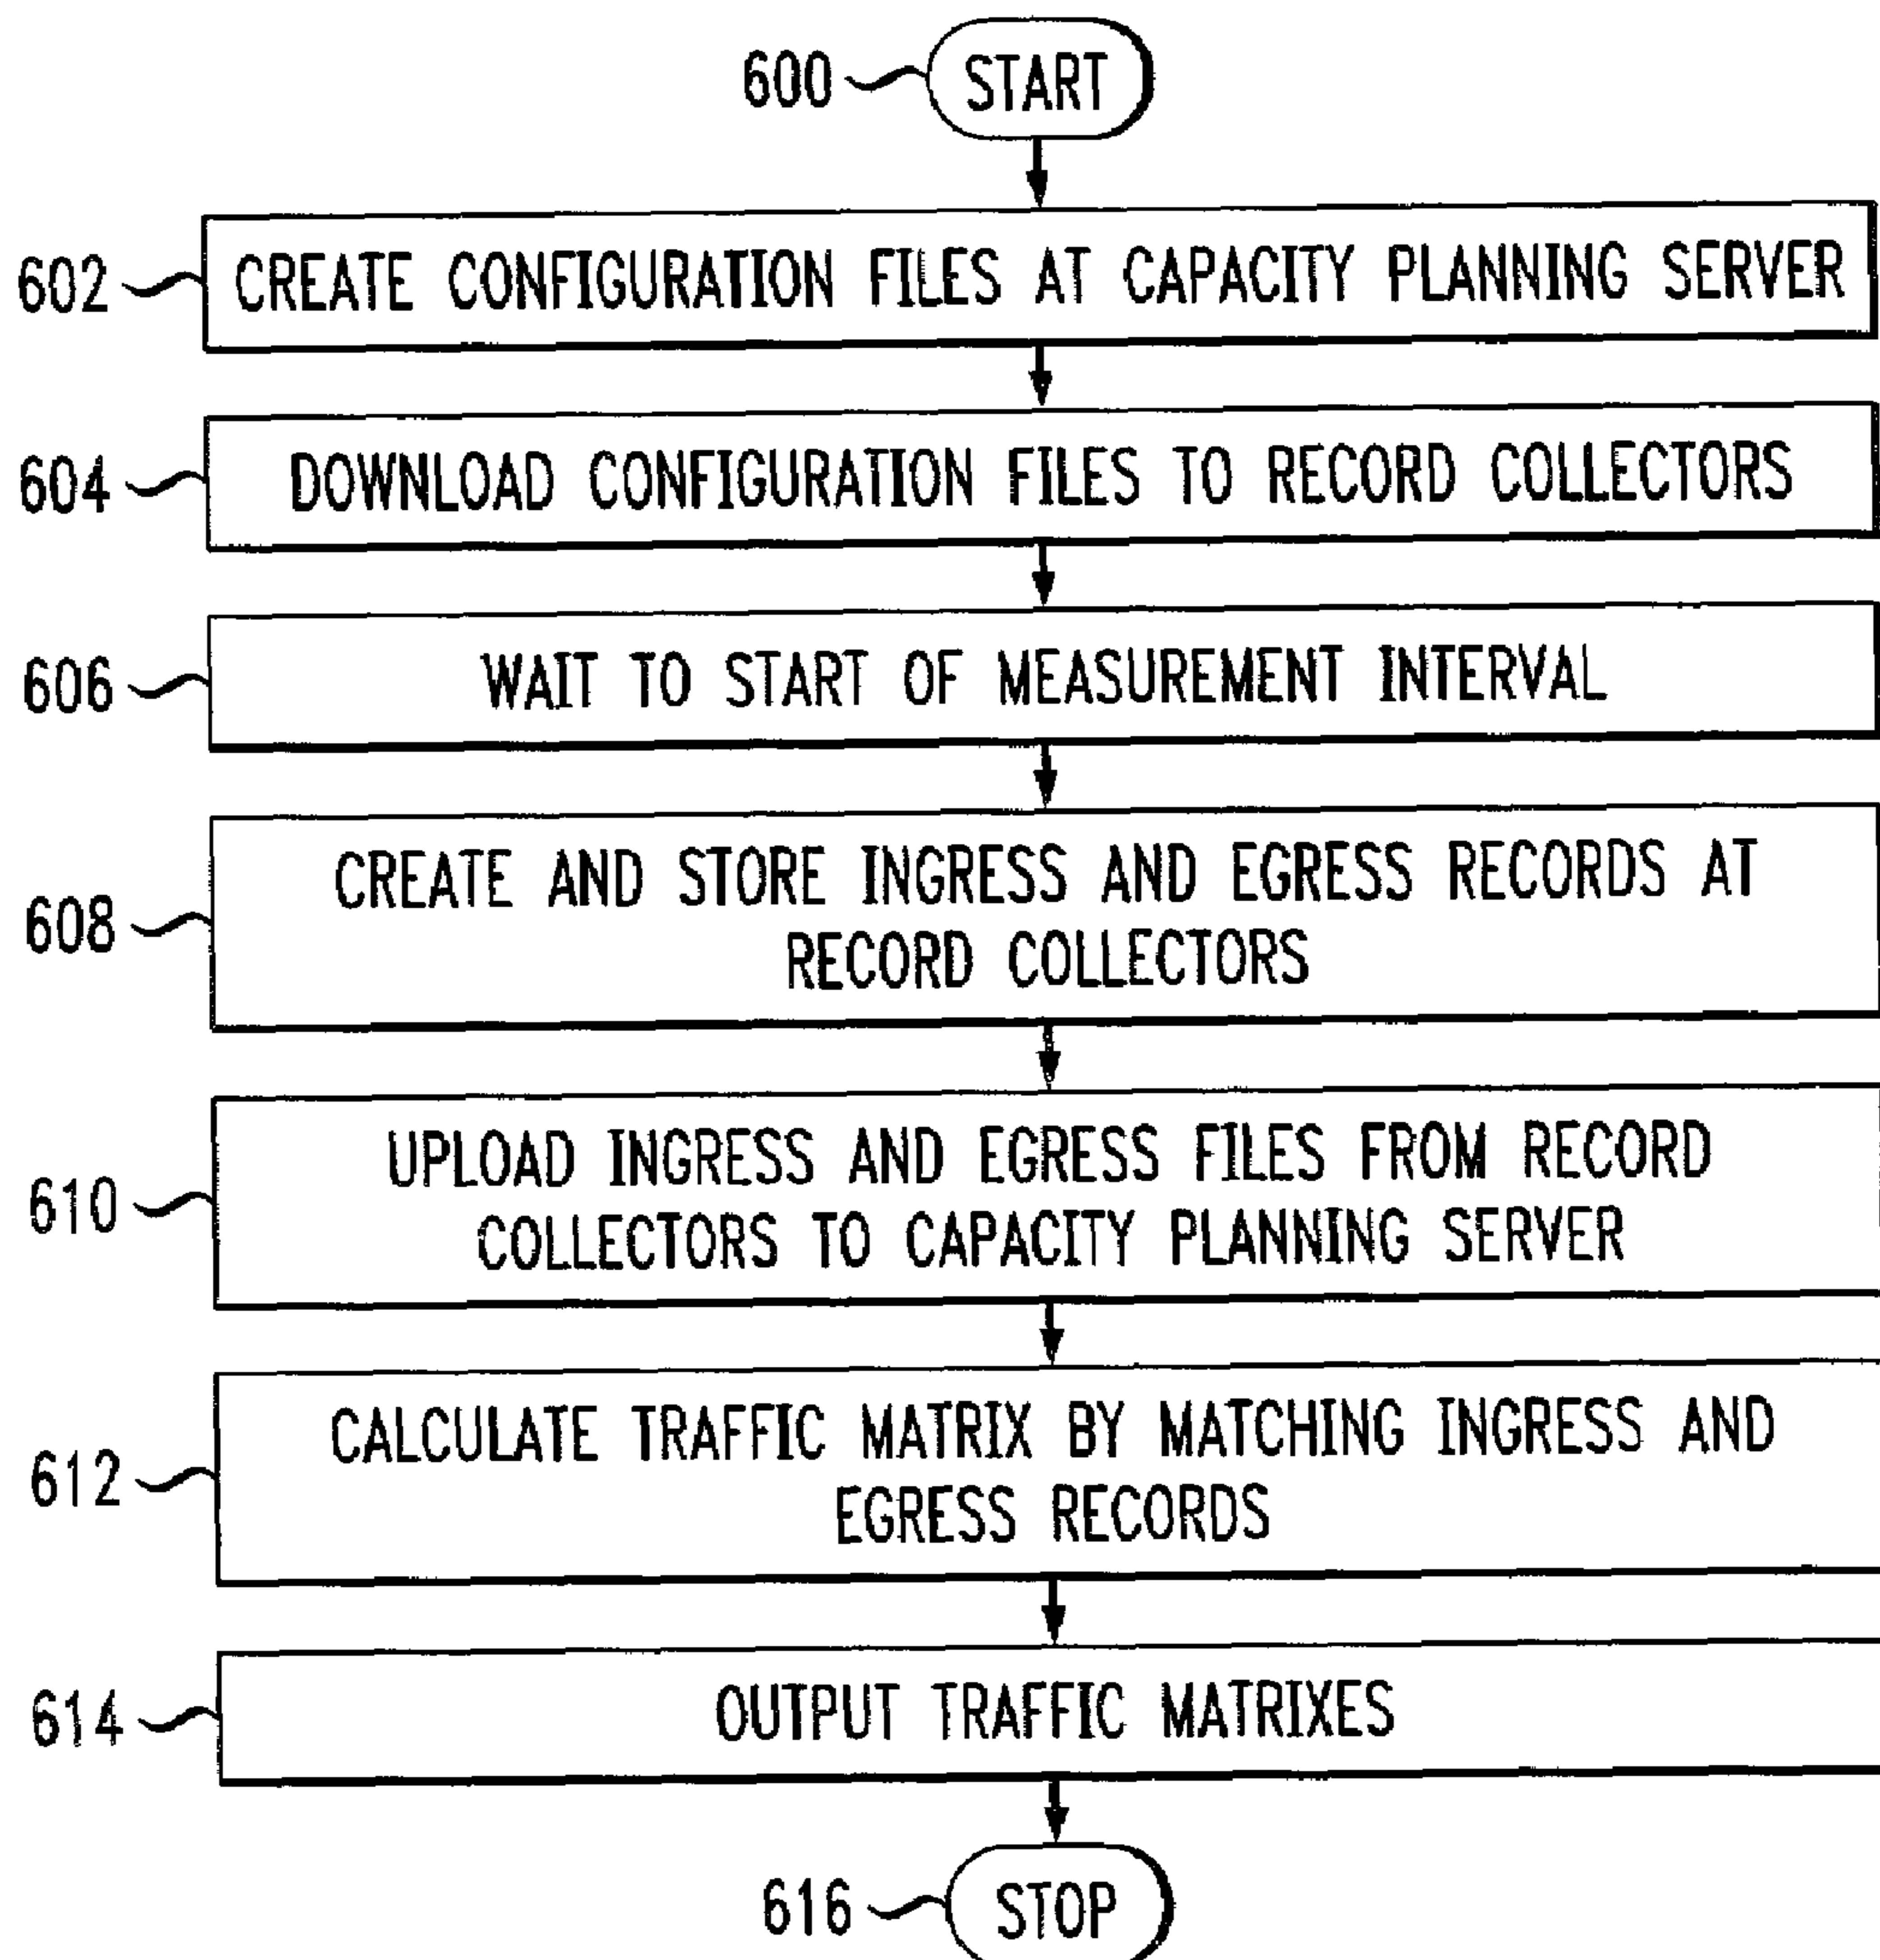 600 START
602 CREATE CONFIGURATION FILES AT CAPACITY PLANNING SERVER
604 DOWNLOAD CONFIGURATION FILES TO RECORD COLLECTORS
606 WAIT TO START OF MEASUREMENT INTERVAL
608 CREATE AND STORE INGRESS AND EGRESS RECORDS AT
RECORD COLLECTORS
610 UPLOAD INGRESS AND EGRESS FILES FROM RECORD
COLLECTORS TO CAPACITY PLANNING SERVER
612 CALCULATE TRAFFIC MATRIX BY MATCHING INGRESS AND
EGRESS RECORDS
614 OUTPUT TRAFFIC MATRIXES
616 STOP